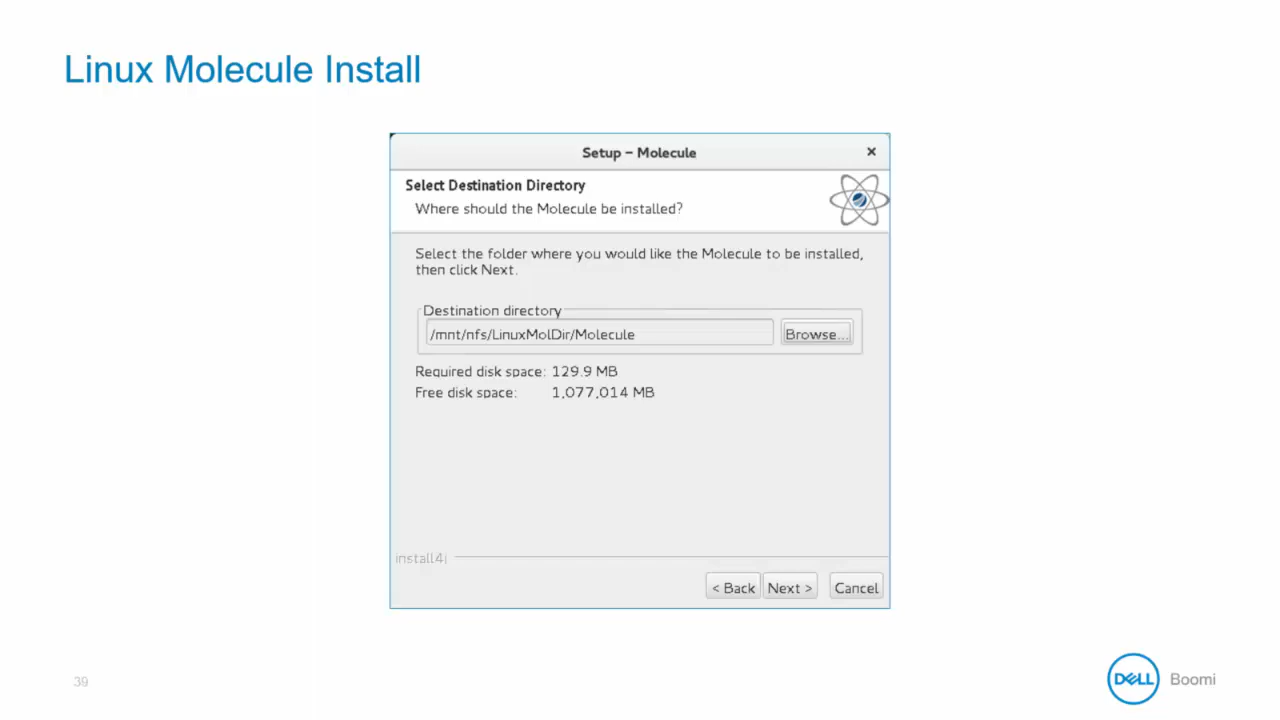 Linux Molecule Install
Setup – Molecule
Select Destination Directory
Where should the Molecule be installed?
Select the folder where you would like the Molecule to be installed,
then click Next.
Destination directory
/mnt/nfs/LinuxMolDir/Molecule
Browse...
Required disk space: 129.9 MB
Free disk space: 1,077,014 MB
install4j
< Back Next > Cancel
39
DELL Boomi